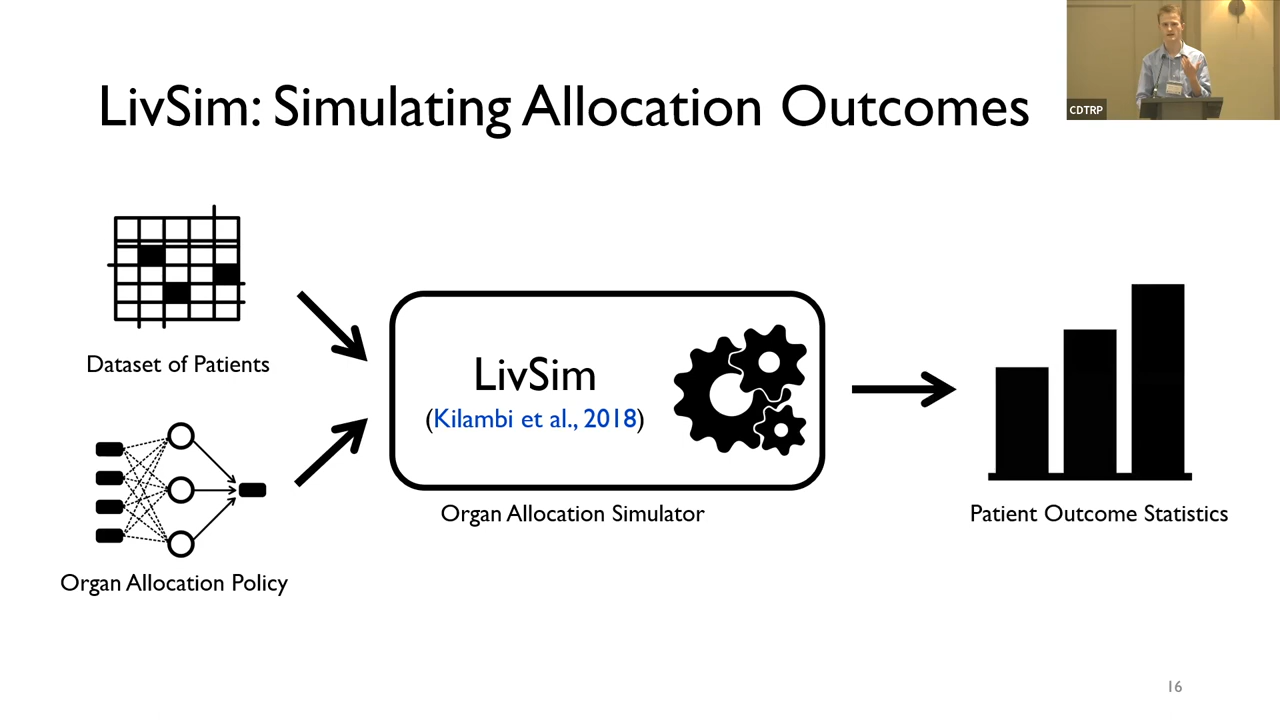 LivSim: Simulating Allocation Outcomes
CDTRP
Dataset of Patients
LivSim
(Kilambi et al., 2018)
Organ Allocation Simulator
Patient Outcome Statistics
Organ Allocation Policy
16